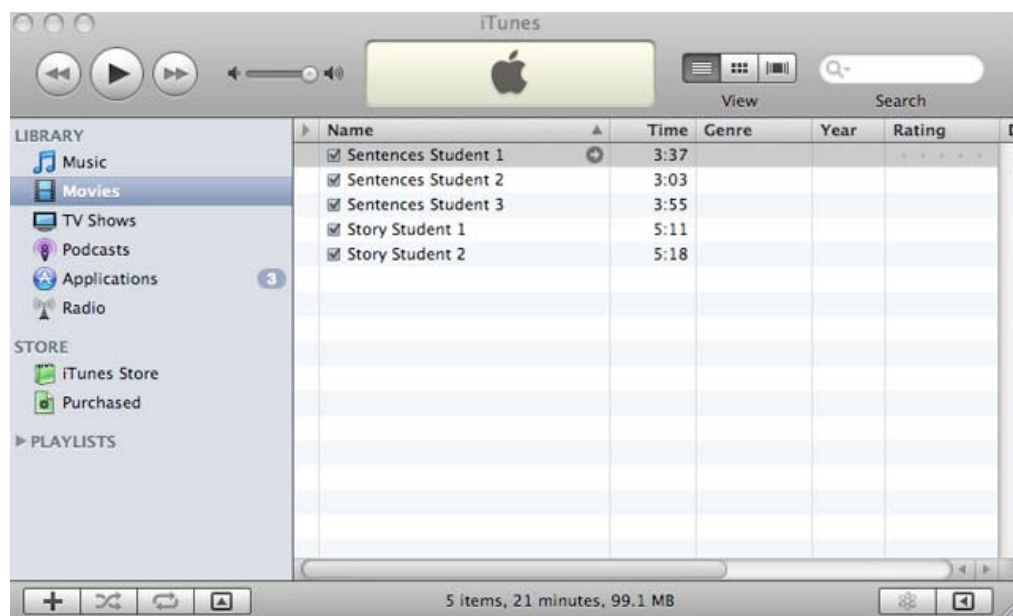 iTunes
View
Search
LIBRARY
Music
Movies
TV Shows
Podcasts
Applications 3
Radio
STORE
iTunes Store
Purchased
PLAYLISTS
Name Time Genre Year Rating
Sentences Student 1 3:37
Sentences Student 2 3:03
Sentences Student 3 3:55
Story Student 1 5:11
Story Student 2 5:18
5 items, 21 minutes, 99.1 MB